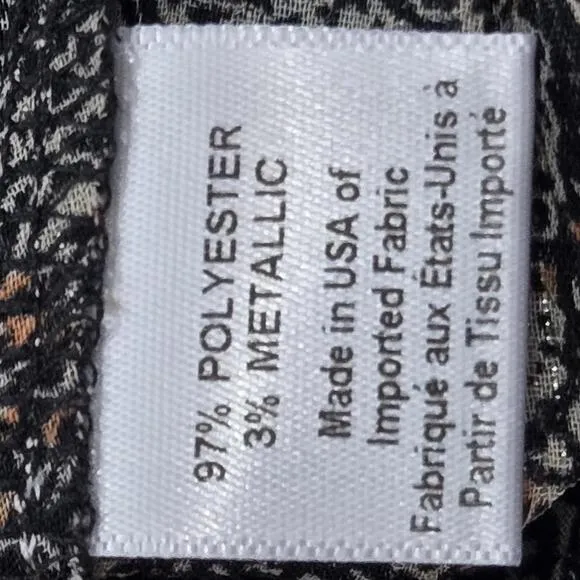 97% POLYESTER
3% METALLIC
Made in USA of
Imported Fabric
Fabriqué aux États-Unis à
Partir de Tissu Importé